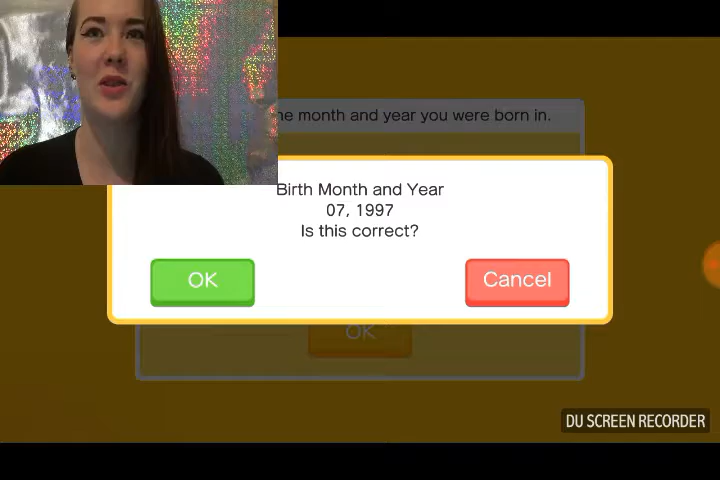 he month and year you were born in.
Birth Month and Year
07, 1997
Is this correct?
OK
Cancel
OK
DU SCREEN RECORDER